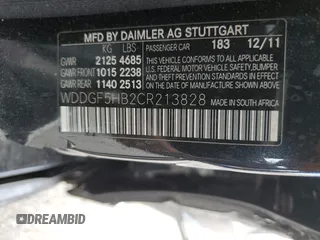 MFD BY DAIMLER AG STUTTGART
KG LBS PASSENGER CAR 183 12/11
GVWR 2125 4685
GAWR FRONT 1015 2238
GAWR REAR 1140 2513
THIS VEHICLE CONFORMS TO ALL APPLICABLE
FEDERAL MOTOR VEHICLE SAFETY
BUMPER, AND THEFT PREVENTION STANDARDS IN
EFFECT ON THE DATE OF MANUFACTURE SHOWN ABOVE.
WDDGF5HB2CR213828
MADE IN SOUTH AFRICA
DREAMBID